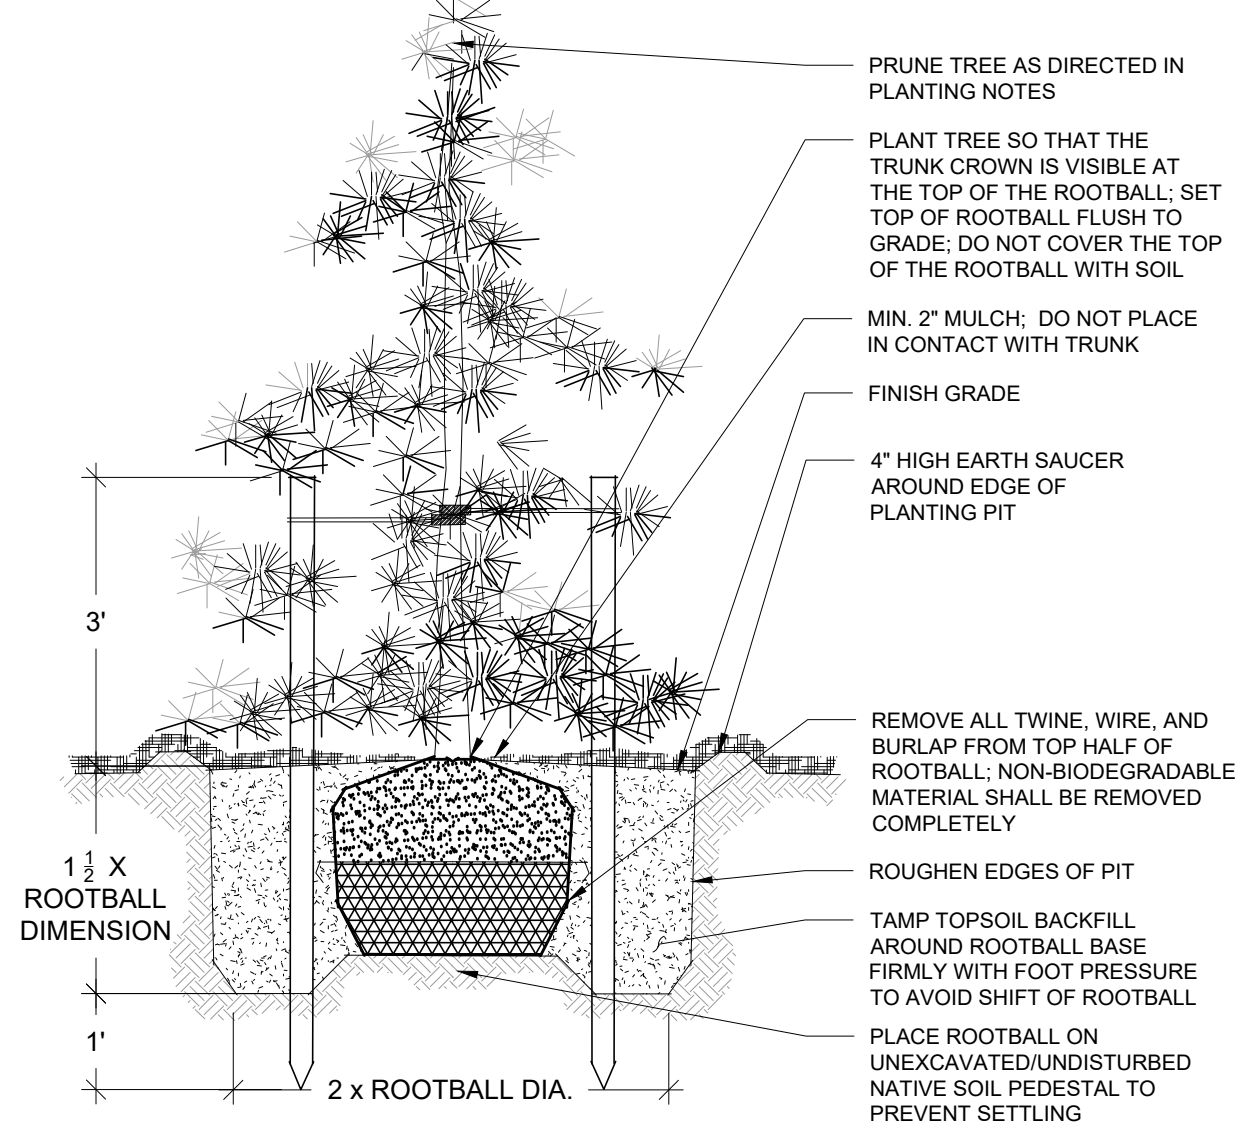 PRUNE TREE AS DIRECTED IN
PLANTING NOTES
PLANT TREE SO THAT THE
TRUNK CROWN IS VISIBLE AT
THE TOP OF THE ROOTBALL; SET
TOP OF ROOTBALL FLUSH TO
GRADE; DO NOT COVER THE TOP
OF THE ROOTBALL WITH SOIL
MIN. 2" MULCH; DO NOT PLACE
IN CONTACT WITH TRUNK
FINISH GRADE
4" HIGH EARTH SAUCER
AROUND EDGE OF
PLANTING PIT
REMOVE ALL TWINE, WIRE, AND
BURLAP FROM TOP HALF OF
ROOTBALL; NON-BIODEGRADABLE
MATERIAL SHALL BE REMOVED
COMPLETELY
ROUGHEN EDGES OF PIT
TAMP TOPSOIL BACKFILL
AROUND ROOTBALL BASE
FIRMLY WITH FOOT PRESSURE
TO AVOID SHIFT OF ROOTBALL
PLACE ROOTBALL ON
UNEXCAVATED/UNDISTURBED
NATIVE SOIL PEDESTAL TO
PREVENT SETTLING
3'
1 1/2 X
ROOTBALL
DIMENSION
1'
2 x ROOTBALL DIA.